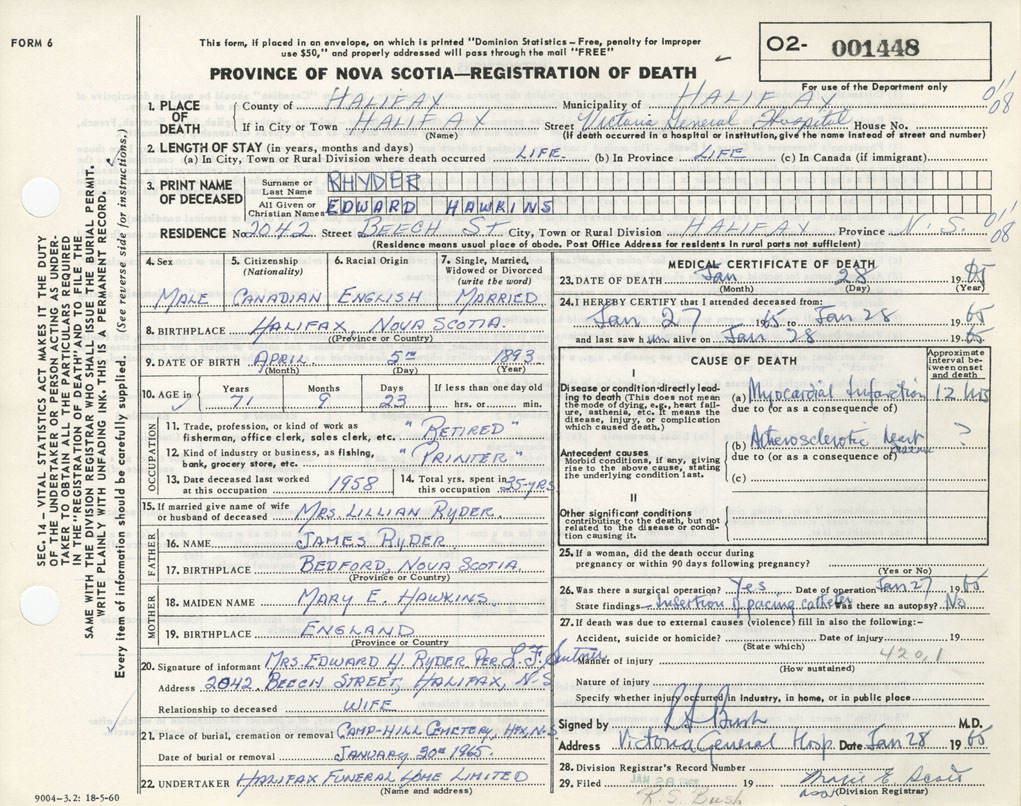 FORM 6
This form, if placed in an envelope, on which is printed "Dominion Statistics – Free, penalty for improper
use $50," and properly addressed will pass through the mail "FREE"
PROVINCE OF NOVA SCOTIA—REGISTRATION OF DEATH
02- 001448
For use of the Department only
SEC. 14 – VITAL STATISTICS ACT MAKES IT THE DUTY
OF THE UNDERTAKER OR PERSON ACTING AS UNDER-
TAKER TO OBTAIN ALL THE PARTICULARS REQUIRED
IN THE "REGISTRATION OF DEATH" AND TO FILE THE
SAME WITH THE DIVISION REGISTRAR WHO SHALL ISSUE THE BURIAL PERMIT.
WRITE PLAINLY WITH UNFADING INK. THIS IS A PERMANENT RECORD.
Every item of information should be carefully supplied. (See reverse side for instructions.)
1. PLACE OF DEATH
County of HALIFAX Municipality of HALIFAX
If in City or Town HALIFAX Street Victoria General Hospital House No.
(Name) (If death occurred in a hospital or institution, give the name instead of street and number)
01/08
2. LENGTH OF STAY (in years, months and days)
(a) In City, Town or Rural Division where death occurred LIFE. (b) In Province LIFE (c) In Canada (if immigrant)
3. PRINT NAME OF DECEASED
Surname or Last Name RHYDER
All Given or Christian Names EDWARD HAWKINS
RESIDENCE No. 2042 Street BEECH ST City, Town or Rural Division HALIFAX Province N.S. 01/08
(Residence means usual place of abode. Post Office Address for residents in rural parts not sufficient)
4. Sex MALE
5. Citizenship (Nationality) CANADIAN
6. Racial Origin ENGLISH
7. Single, Married, Widowed or Divorced (write the word) MARRIED
8. BIRTHPLACE HALIFAX, NOVA SCOTIA.
(Province or Country)
9. DATE OF BIRTH APRIL 5TH 1893
(Month) (Day) (Year)
10. AGE in Years 71 Months 9 Days 23 If less than one day old hrs. or min.
OCCUPATION
11. Trade, profession, or kind of work as
fisherman, office clerk, sales clerk, etc. "RETIRED"
12. Kind of industry or business, as fishing,
bank, grocery store, etc. "PRINTER"
13. Date deceased last worked
at this occupation 1958
14. Total yrs. spent in
this occupation 25-YRS
15. If married give name of wife
or husband of deceased MRS. LILLIAN RYDER.
FATHER
16. NAME JAMES RYDER.
17. BIRTHPLACE BEDFORD, NOVA SCOTIA.
(Province or Country)
MOTHER
18. MAIDEN NAME MARY E. HAWKINS.
19. BIRTHPLACE ENGLAND
(Province or Country)
20. Signature of informant MRS. EDWARD H. RYDER PER.
Address 2042. BEECH STREET, HALIFAX, N.S
Relationship to deceased WIFE
21. Place of burial, cremation or removal CAMP-HILL CEMETERY, HFX, N.S.
Date of burial or removal JANUARY 30th 1965.
22. UNDERTAKER HALIFAX FUNERAL HOME LIMITED
(Name and address)
9004-3.2: 18-5-60
MEDICAL CERTIFICATE OF DEATH
23. DATE OF DEATH Jan 28 1965
(Month) (Day) (Year)
24. I HEREBY CERTIFY that I attended deceased from:
Jan 27 1965 to Jan 28 1965
and last saw him alive on Jan 28 1965
CAUSE OF DEATH
Approximate interval between onset and death
I
Disease or condition directly lead-
ing to death (This does not mean
the mode of dying, e.g., heart fail-
ure, asthenia, etc. It means the
disease, injury, or complication
which caused death.)
(a) Myocardial Infarction 12 hrs
due to (or as a consequence of)
(b) Atherosclerotic heart disease ?
due to (or as a consequence of)
Antecedent causes
Morbid conditions, if any, giving
rise to the above cause, stating
the underlying condition last.
(c)
II
Other significant conditions
contributing to the death, but not
related to the disease or condi-
tion causing it.
25. If a woman, did the death occur during
pregnancy or within 90 days following pregnancy?
(Yes or No)
26. Was there a surgical operation? Yes. Date of operation Jan 27 1965
State findings – Insertion of pacing catheter Was there an autopsy? No
27. If death was due to external causes (violence) fill in also the following:–
Accident, suicide or homicide? Date of injury 19
(State which)
420.1
Manner of injury
(How sustained)
Nature of injury
Specify whether injury occurred in industry, in home, or in public place
Signed by R S Bush M.D.
Address Victoria General Hosp. Date Jan 28 1965
28. Division Registrar's Record Number
29. Filed JAN 28 19 Marie E. Scott
(Division Registrar)
R. S. Bush